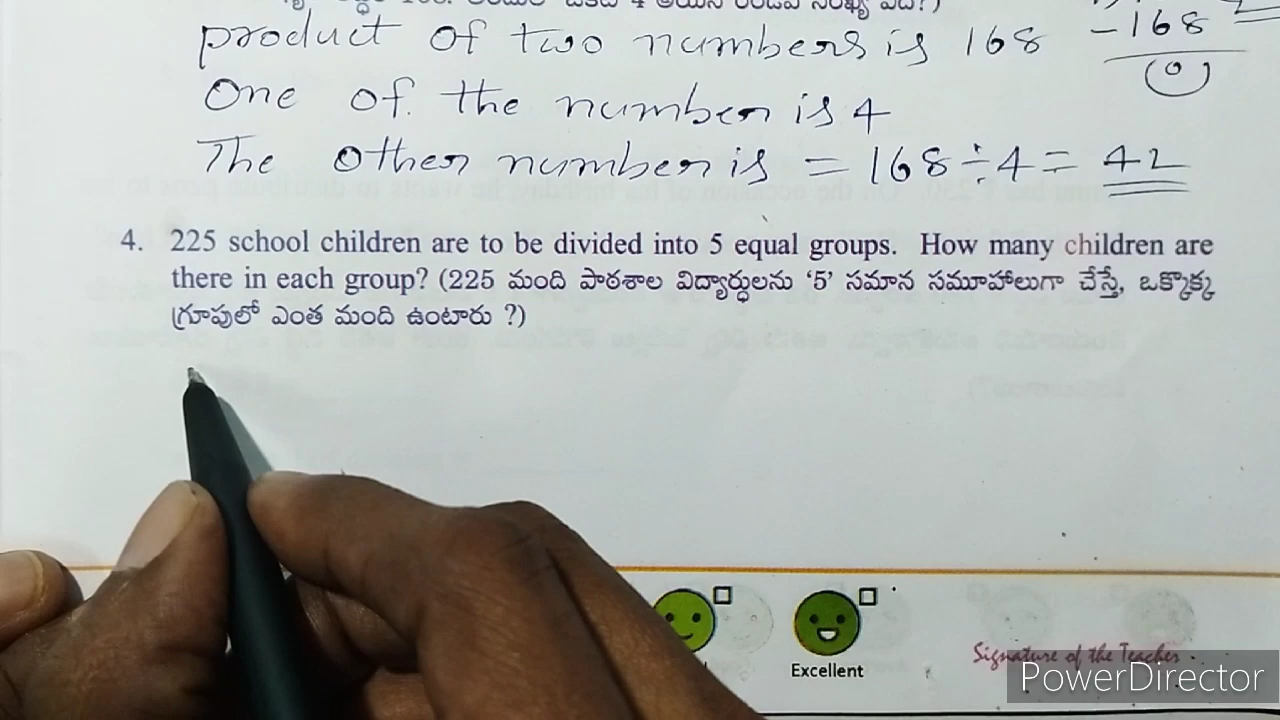 product of two numbers is 168
-168
(0)
One of the number is 4
The other number is = 168 ÷ 4 = 42
4. 225 school children are to be divided into 5 equal groups. How many children are
there in each group? (225 మంది పాఠశాల విద్యార్థులను '5' సమాన సమూహాలుగా చేస్తే, ఒక్కొక్క
గ్రూపులో ఎంత మంది ఉంటారు ?)
Excellent
Signature of the Teacher
PowerDirector